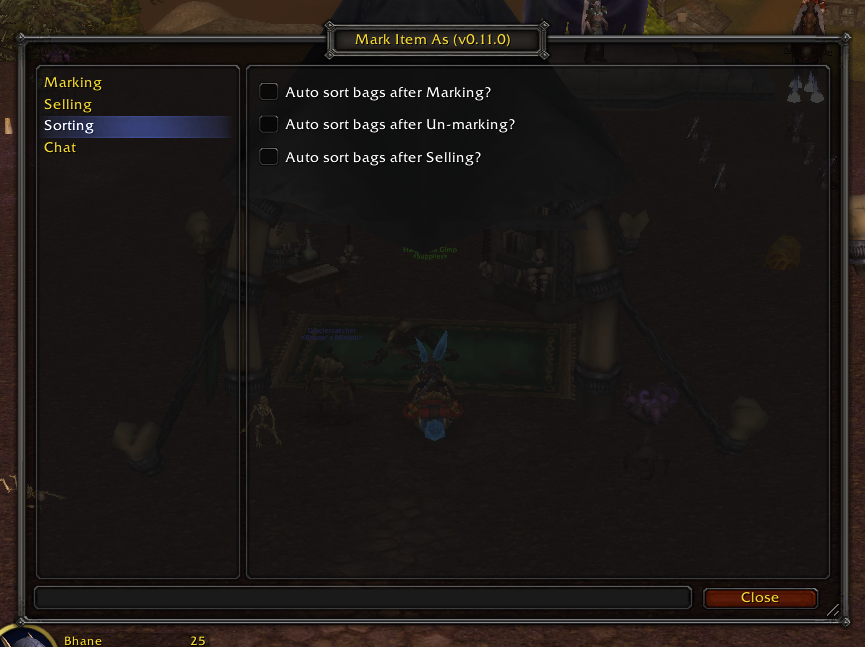 Mark Item As (v0.11.0)
Marking
Selling
Sorting
Chat
Auto sort bags after Marking?
Auto sort bags after Un-marking?
Auto sort bags after Selling?
Close
Bhane 25